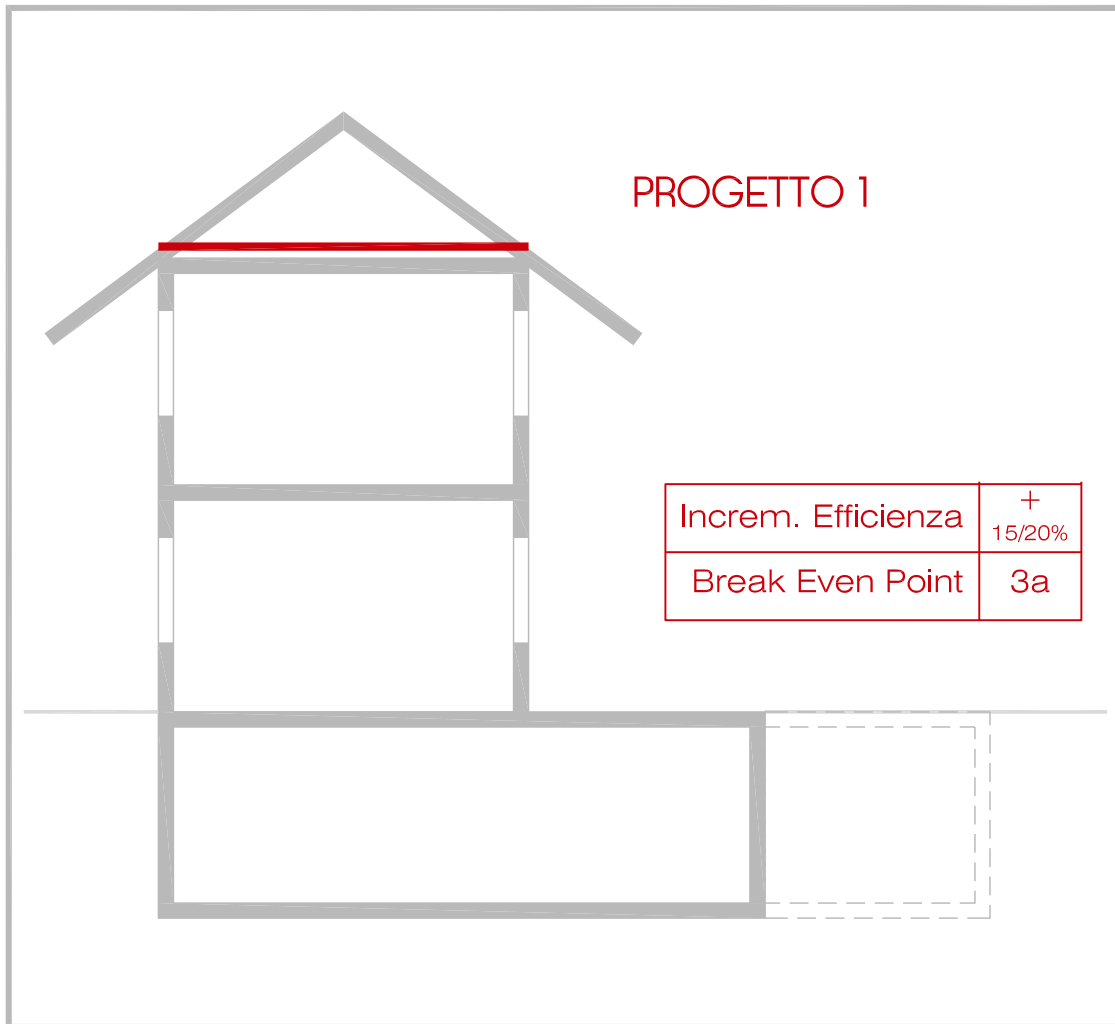 PROGETTO 1
Increm. Efficienza +
15/20%
Break Even Point 3a